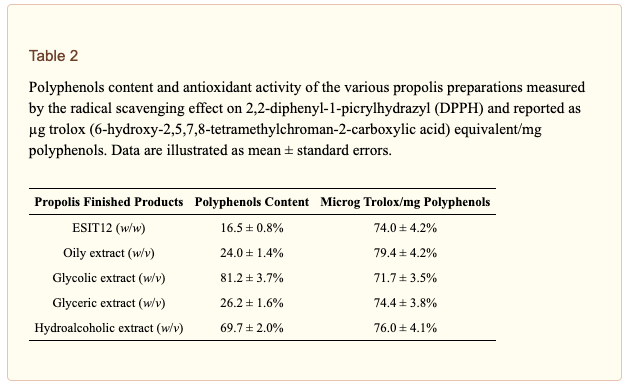 Table 2
Polyphenols content and antioxidant activity of the various propolis preparations measured
by the radical scavenging effect on 2,2-diphenyl-1-picrylhydrazyl (DPPH) and reported as
μg trolox (6-hydroxy-2,5,7,8-tetramethylchroman-2-carboxylic acid) equivalent/mg
polyphenols. Data are illustrated as mean ± standard errors.
Propolis Finished Products Polyphenols Content Microg Trolox/mg Polyphenols
ESIT12 (w/w) 16.5 ± 0.8% 74.0 ± 4.2%
Oily extract (w/v) 24.0 ± 1.4% 79.4 ± 4.2%
Glycolic extract (w/v) 81.2 ± 3.7% 71.7 ± 3.5%
Glyceric extract (w/v) 26.2 ± 1.6% 74.4 ± 3.8%
Hydroalcoholic extract (w/v) 69.7 ± 2.0% 76.0 ± 4.1%